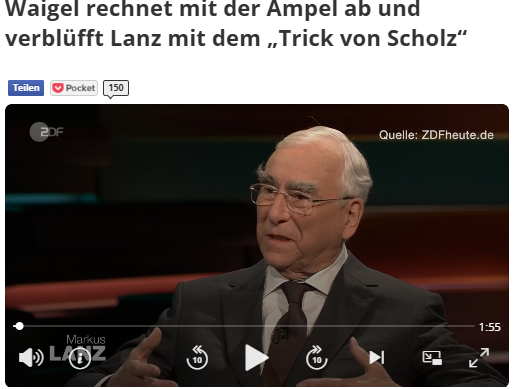 Waigel rechnet mit der Ampel ab und
verblüfft Lanz mit dem „Trick von Scholz“
Teilen
Pocket
150
ZDF
Quelle: ZDFheute.de
1:55
Markus
LANZ
10
10